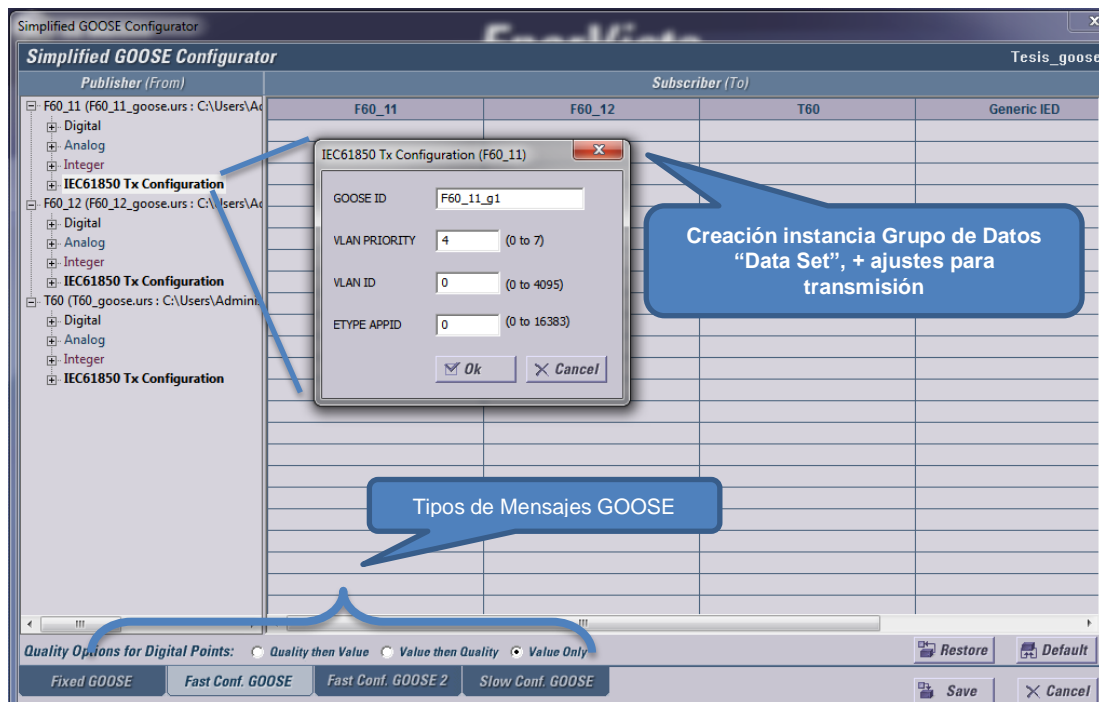 Simplified GOOSE Configurator
Simplified GOOSE Configurator
Tesis_goose
Publisher (From)
Subscriber (To)
F60_11
F60_12
T60
Generic IED
F60_11 (F60_11_goose.urs : C:\Users\Ad
Digital
Analog
Integer
IEC61850 Tx Configuration
F60_12 (F60_12_goose.urs : C:\Users\Ad
Digital
Analog
Integer
IEC61850 Tx Configuration
T60 (T60_goose.urs : C:\Users\Adminis
Digital
Analog
Integer
IEC61850 Tx Configuration
IEC61850 Tx Configuration (F60_11)
GOOSE ID
F60_11_g1
VLAN PRIORITY
4
(0 to 7)
VLAN ID
0
(0 to 4095)
ETYPE APPID
0
(0 to 16383)
Ok
Cancel
Creación instancia Grupo de Datos
“Data Set”, + ajustes para
transmisión
Tipos de Mensajes GOOSE
Quality Options for Digital Points:
Quality then Value
Value then Quality
Value Only
Restore
Default
Fixed GOOSE
Fast Conf. GOOSE
Fast Conf. GOOSE 2
Slow Conf. GOOSE
Save
Cancel